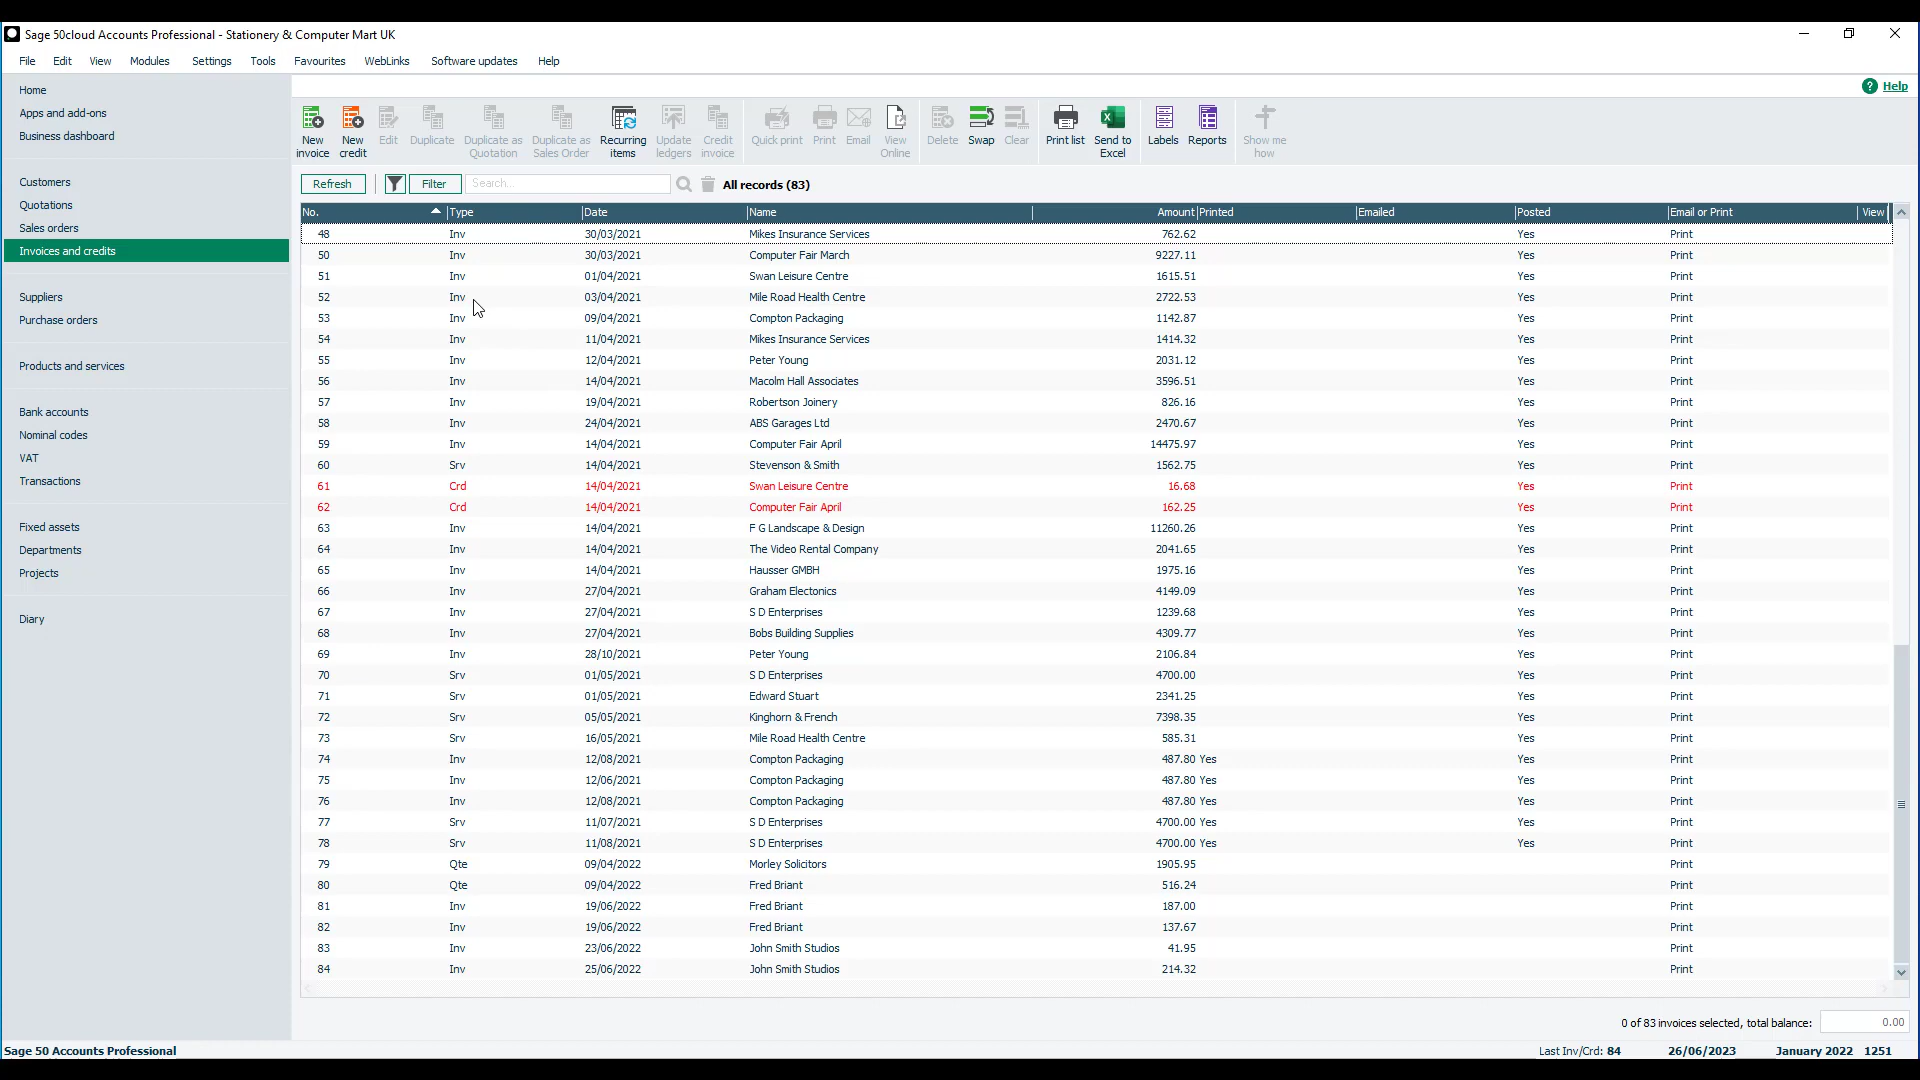 Sage 50cloud Accounts Professional - Stationery & Computer Mart UK
File Edit View Modules Settings Tools Favourites WebLinks Software updates Help
Home
Apps and add-ons
Business dashboard
Customers
Quotations
Sales orders
Invoices and credits
Suppliers
Purchase orders
Products and services
Bank accounts
Nominal codes
VAT
Transactions
Fixed assets
Departments
Projects
Diary
? Help
New invoice New credit Edit Duplicate Duplicate as Quotation Duplicate as Sales Order Recurring items Update ledgers Credit invoice Quick print Print Email View Online Delete Swap Clear Print list Send to Excel Labels Reports Show me how
Refresh Filter Search... All records (83)
No. Type Date Name Amount Printed Emailed Posted Email or Print View
48 Inv 30/03/2021 Mikes Insurance Services 762.62 Yes Print
50 Inv 30/03/2021 Computer Fair March 9227.11 Yes Print
51 Inv 01/04/2021 Swan Leisure Centre 1615.51 Yes Print
52 Inv 03/04/2021 Mile Road Health Centre 2722.53 Yes Print
53 Inv 09/04/2021 Compton Packaging 1142.87 Yes Print
54 Inv 11/04/2021 Mikes Insurance Services 1414.32 Yes Print
55 Inv 12/04/2021 Peter Young 2031.12 Yes Print
56 Inv 14/04/2021 Macolm Hall Associates 3596.51 Yes Print
57 Inv 19/04/2021 Robertson Joinery 826.16 Yes Print
58 Inv 24/04/2021 ABS Garages Ltd 2470.67 Yes Print
59 Inv 14/04/2021 Computer Fair April 14475.97 Yes Print
60 Srv 14/04/2021 Stevenson & Smith 1562.75 Yes Print
61 Crd 14/04/2021 Swan Leisure Centre 16.68 Yes Print
62 Crd 14/04/2021 Computer Fair April 162.25 Yes Print
63 Inv 14/04/2021 F G Landscape & Design 11260.26 Yes Print
64 Inv 14/04/2021 The Video Rental Company 2041.65 Yes Print
65 Inv 14/04/2021 Hausser GMBH 1975.16 Yes Print
66 Inv 27/04/2021 Graham Electonics 4149.09 Yes Print
67 Inv 27/04/2021 S D Enterprises 1239.68 Yes Print
68 Inv 27/04/2021 Bobs Building Supplies 4309.77 Yes Print
69 Inv 28/10/2021 Peter Young 2106.84 Yes Print
70 Srv 01/05/2021 S D Enterprises 4700.00 Yes Print
71 Srv 01/05/2021 Edward Stuart 2341.25 Yes Print
72 Srv 05/05/2021 Kinghorn & French 7398.35 Yes Print
73 Srv 16/05/2021 Mile Road Health Centre 585.31 Yes Print
74 Inv 12/08/2021 Compton Packaging 487.80 Yes Yes Print
75 Inv 12/06/2021 Compton Packaging 487.80 Yes Yes Print
76 Inv 12/08/2021 Compton Packaging 487.80 Yes Yes Print
77 Srv 11/07/2021 S D Enterprises 4700.00 Yes Yes Print
78 Srv 11/08/2021 S D Enterprises 4700.00 Yes Yes Print
79 Qte 09/04/2022 Morley Solicitors 1905.95 Print
80 Qte 09/04/2022 Fred Briant 516.24 Print
81 Inv 19/06/2022 Fred Briant 187.00 Print
82 Inv 19/06/2022 Fred Briant 137.67 Print
83 Inv 23/06/2022 John Smith Studios 41.95 Print
84 Inv 25/06/2022 John Smith Studios 214.32 Print
0 of 83 invoices selected, total balance: 0.00
Sage 50 Accounts Professional Last Inv/Crd: 84 26/06/2023 January 2022 1251